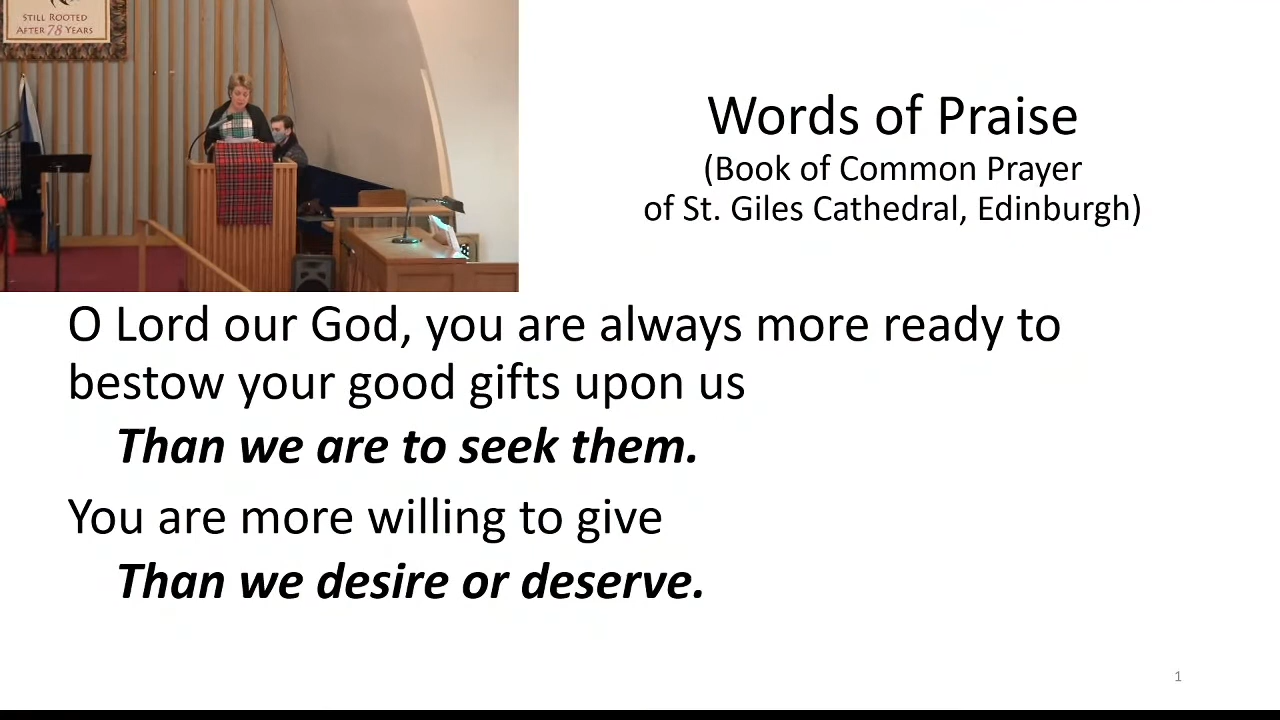 STILL ROOTED
AFTER 78 YEARS
Words of Praise
(Book of Common Prayer
of St. Giles Cathedral, Edinburgh)
O Lord our God, you are always more ready to
bestow your good gifts upon us
Than we are to seek them.
You are more willing to give
Than we desire or deserve.
1